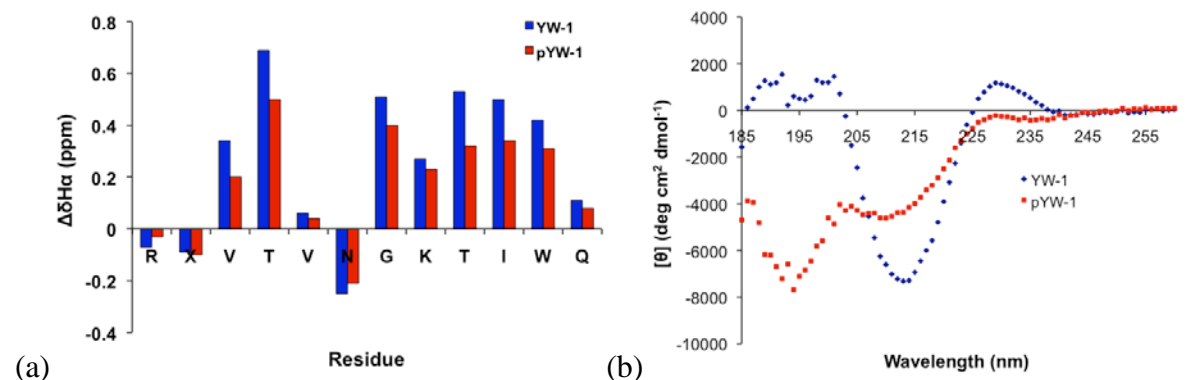 YW-1
pYW-1
ΔδHα (ppm)
0.8
0.6
0.4
0.2
0
-0.2
-0.4
R X V T V N G K T I W Q
Residue
(a)
4000
2000
0
-2000
-4000
-6000
-8000
-10000
185 195 205 215 225 235 245 255
YW-1
pYW-1
[θ] (deg cm² dmol⁻¹)
Wavelength (nm)
(b)